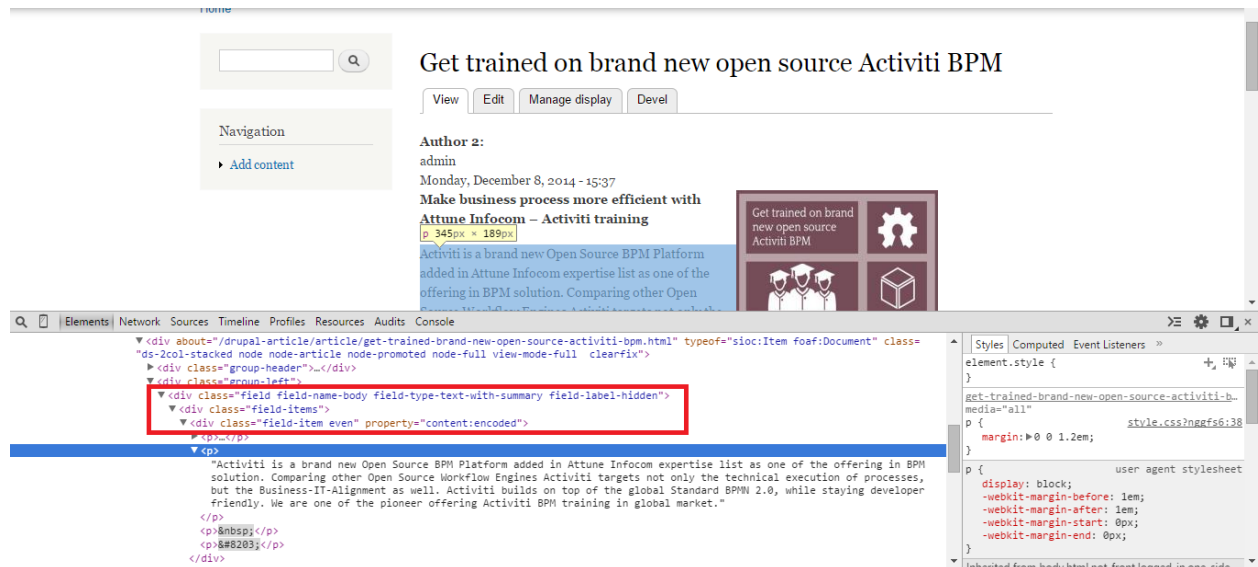 Home
Get trained on brand new open source Activiti BPM
View Edit Manage display Devel
Navigation
Add content
Author 2:
admin
Monday, December 8, 2014 - 15:37
Make business process more efficient with
Attune Infocom – Activiti training
p 345px × 189px
Activiti is a brand new Open Source BPM Platform
added in Attune Infocom expertise list as one of the
offering in BPM solution. Comparing other Open
Get trained on brand
new open source
Activiti BPM
Elements Network Sources Timeline Profiles Resources Audits Console
▼<div about="/drupal-article/article/get-trained-brand-new-open-source-activiti-bpm.html" typeof="sioc:Item foaf:Document" class=
"ds-2col-stacked node node-article node-promoted node-full view-mode-full  clearfix">
▶<div class="group-header">…</div>
▼<div class="group-left">
▼<div class="field field-name-body field-type-text-with-summary field-label-hidden">
▼<div class="field-items">
▼<div class="field-item even" property="content:encoded">
▶<p>…</p>
▼<p>
"Activiti is a brand new Open Source BPM Platform added in Attune Infocom expertise list as one of the offering in BPM
solution. Comparing other Open Source Workflow Engines Activiti targets not only the technical execution of processes,
but the Business-IT-Alignment as well. Activiti builds on top of the global Standard BPMN 2.0, while staying developer
friendly. We are one of the pioneer offering Activiti BPM training in global market."
</p>
<p>&nbsp;</p>
<p>&#8203;</p>
</div>
Styles Computed Event Listeners »
element.style {
}
get-trained-brand-new-open-source-activiti-b…
media="all"
p { style.css?nggfs6:38
margin:▶0 0 1.2em;
}
p { user agent stylesheet
display: block;
-webkit-margin-before: 1em;
-webkit-margin-after: 1em;
-webkit-margin-start: 0px;
-webkit-margin-end: 0px;
}